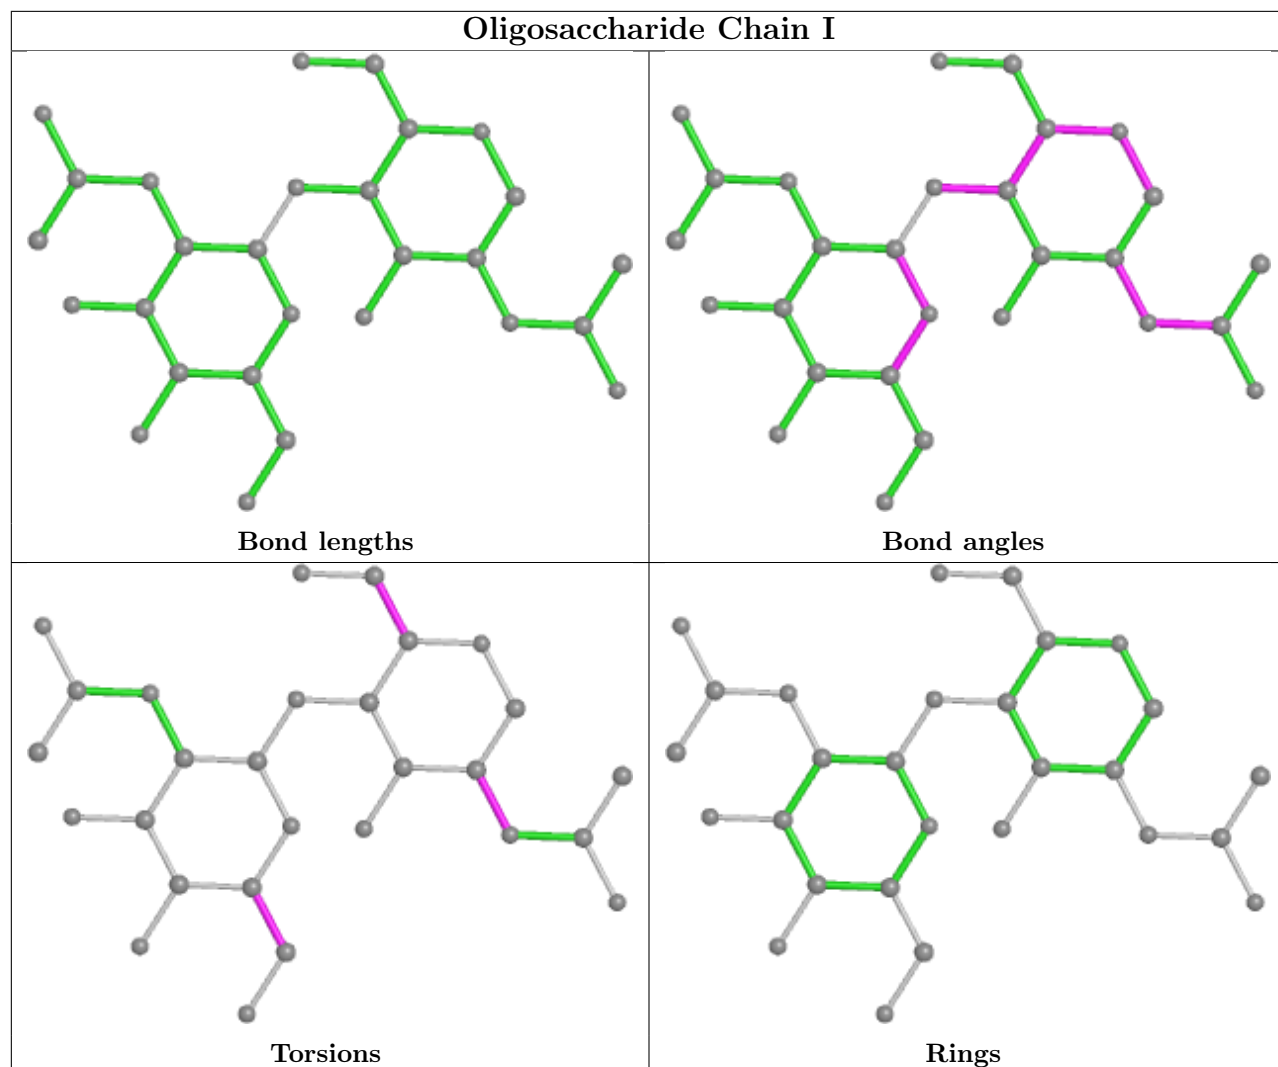 Oligosaccharide Chain I
Bond lengths
Bond angles
Torsions
Rings